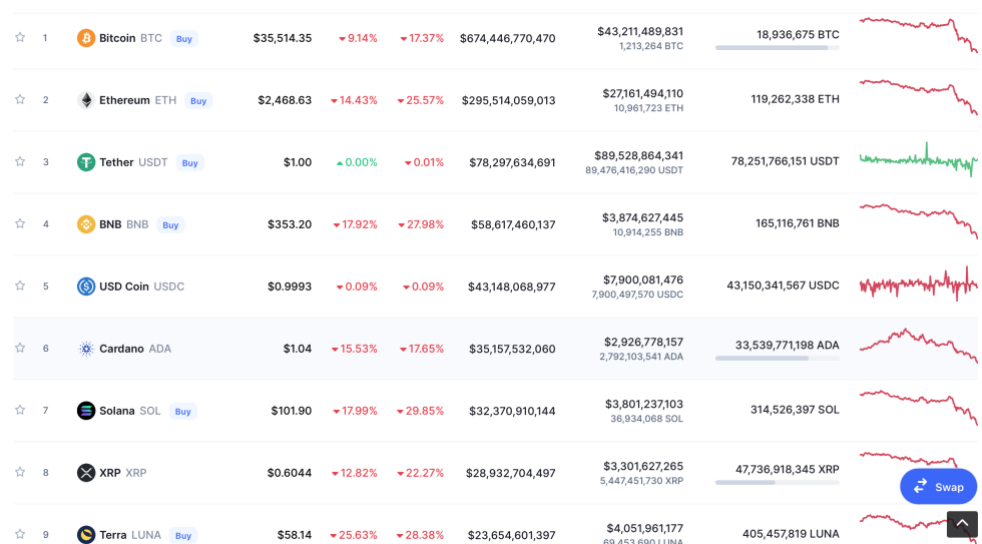 1 Bitcoin BTC Buy $35,514.35 9.14% 17.37% $674,446,770,470 $43,211,489,831 18,936,675 BTC
1,213,264 BTC
2 Ethereum ETH Buy $2,468.63 14.43% 25.57% $295,514,059,013 $27,161,494,110 119,262,338 ETH
10,961,723 ETH
3 Tether USDT Buy $1.00 0.00% 0.01% $78,297,634,691 $89,528,864,341 78,251,766,151 USDT
89,476,416,290 USDT
4 BNB BNB Buy $353.20 17.92% 27.98% $58,617,460,137 $3,874,627,445 165,116,761 BNB
10,914,255 BNB
5 USD Coin USDC $0.9993 0.09% 0.09% $43,148,068,977 $7,900,081,476 43,150,341,567 USDC
7,900,497,570 USDC
6 Cardano ADA $1.04 15.53% 17.65% $35,157,532,060 $2,926,778,157 33,539,771,198 ADA
2,792,103,541 ADA
7 Solana SOL Buy $101.90 17.99% 29.85% $32,370,910,144 $3,801,237,103 314,526,397 SOL
36,934,068 SOL
8 XRP XRP $0.6044 12.82% 22.27% $28,932,704,497 $3,301,627,265 47,736,918,345 XRP
5,447,451,730 XRP
Swap
9 Terra LUNA Buy $58.14 25.63% 28.38% $23,654,601,397 $4,051,961,177 405,457,819 LUNA
69,453,690 LUNA